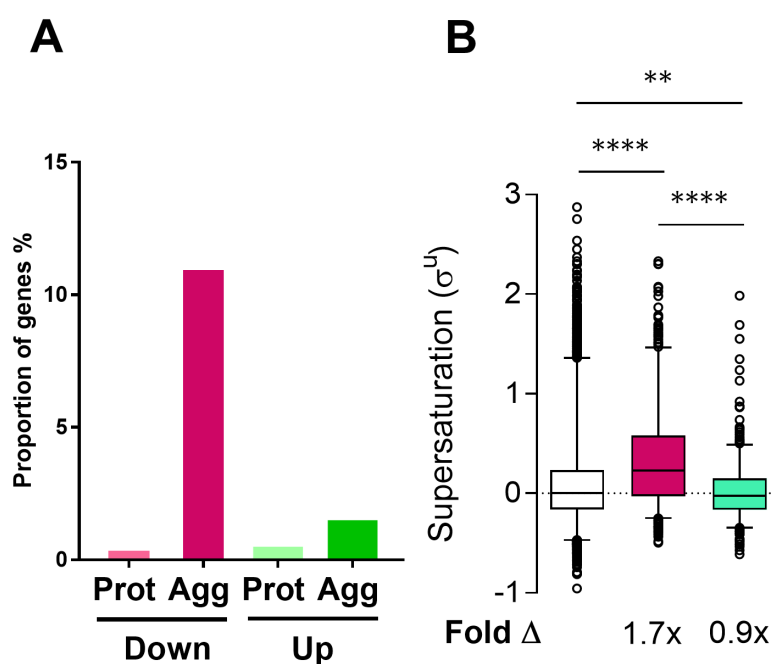 A
Proportion of genes %
15
10
5
0
Prot Agg Prot Agg
Down Up
B
**
****
****
Supersaturation (σᵘ)
3
2
1
0
-1
Fold Δ 1.7x 0.9x